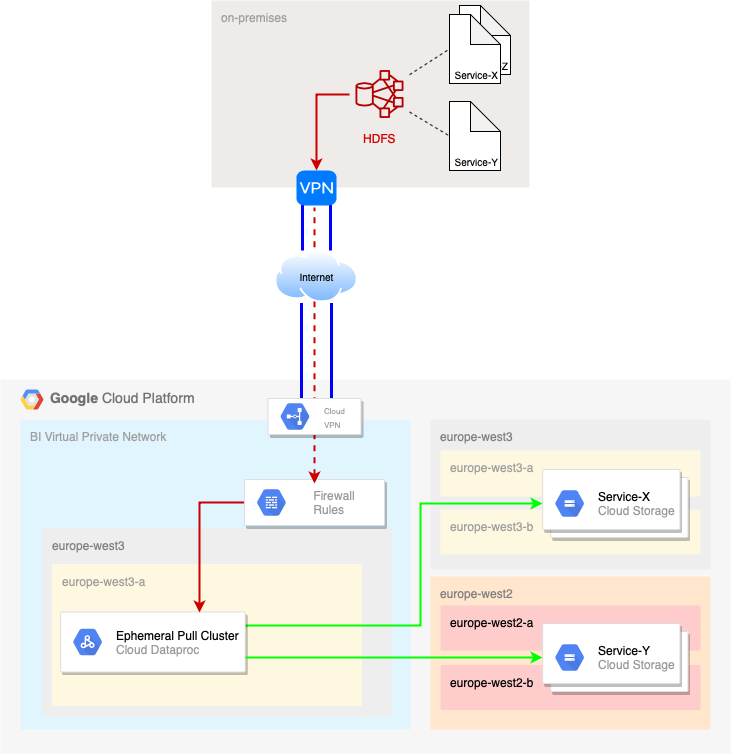 on-premises
Service-X
Z
HDFS
Service-Y
VPN
Internet
Google Cloud Platform
Cloud
VPN
BI Virtual Private Network
europe-west3
europe-west3-a
Service-X
Cloud Storage
europe-west3-b
Firewall
Rules
europe-west3
europe-west3-a
Ephemeral Pull Cluster
Cloud Dataproc
europe-west2
europe-west2-a
Service-Y
Cloud Storage
europe-west2-b